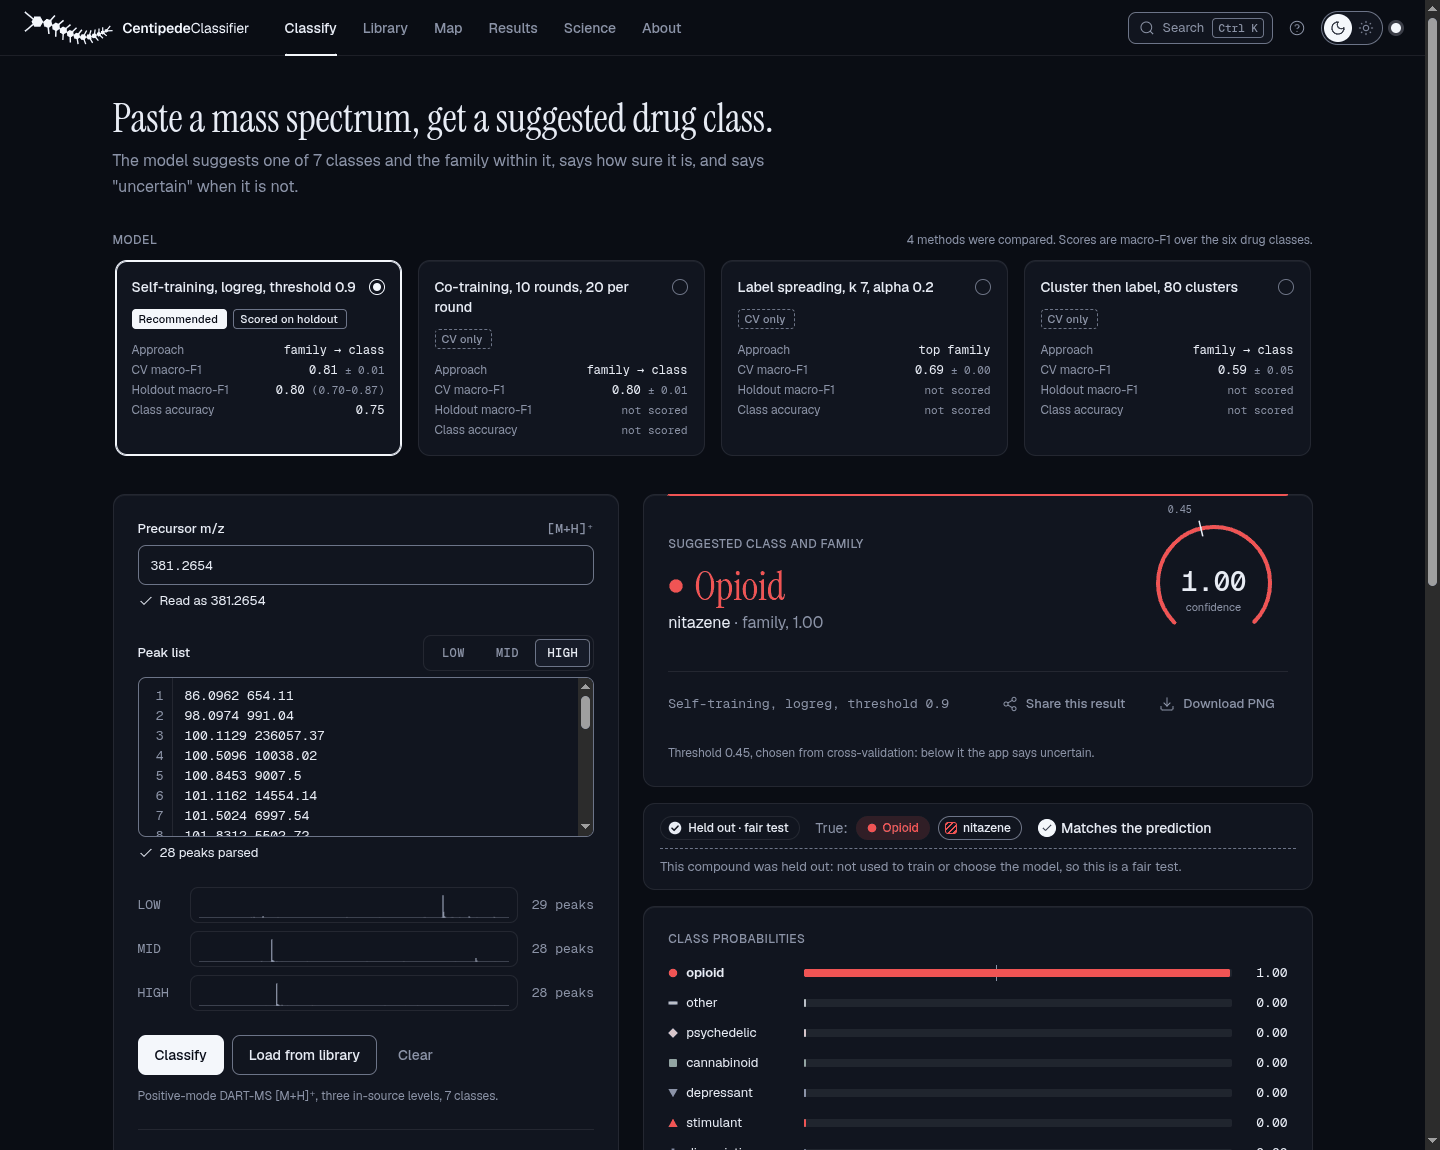 CentipedeClassifier
Classify
Library
Map
Results
Science
About
Search Ctrl K
Paste a mass spectrum, get a suggested drug class.
The model suggests one of 7 classes and the family within it, says how sure it is, and says
"uncertain" when it is not.
MODEL
4 methods were compared. Scores are macro-F1 over the six drug classes.
Self-training, logreg, threshold 0.9
Recommended
Scored on holdout
Approach family → class
CV macro-F1 0.81 ± 0.01
Holdout macro-F1 0.80 (0.70–0.87)
Class accuracy 0.75
Co-training, 10 rounds, 20 per
round
CV only
Approach family → class
CV macro-F1 0.80 ± 0.01
Holdout macro-F1 not scored
Class accuracy not scored
Label spreading, k 7, alpha 0.2
CV only
Approach top family
CV macro-F1 0.69 ± 0.00
Holdout macro-F1 not scored
Class accuracy not scored
Cluster then label, 80 clusters
CV only
Approach family → class
CV macro-F1 0.59 ± 0.05
Holdout macro-F1 not scored
Class accuracy not scored
Precursor m/z [M+H]⁺
381.2654
Read as 381.2654
Peak list LOW MID HIGH
1 86.0962 654.11
2 98.0974 991.04
3 100.1129 236057.37
4 100.5096 10038.02
5 100.8453 9007.5
6 101.1162 14554.14
7 101.5024 6997.54
8 101.8312 5502.72
28 peaks parsed
LOW 29 peaks
MID 28 peaks
HIGH 28 peaks
Classify
Load from library
Clear
Positive-mode DART-MS [M+H]⁺, three in-source levels, 7 classes.
0.45
SUGGESTED CLASS AND FAMILY
Opioid
nitazene · family, 1.00
1.00
confidence
Self-training, logreg, threshold 0.9
Share this result
Download PNG
Threshold 0.45, chosen from cross-validation: below it the app says uncertain.
Held out · fair test True: Opioid nitazene Matches the prediction
This compound was held out: not used to train or choose the model, so this is a fair test.
CLASS PROBABILITIES
opioid 1.00
other 0.00
psychedelic 0.00
cannabinoid 0.00
depressant 0.00
stimulant 0.00